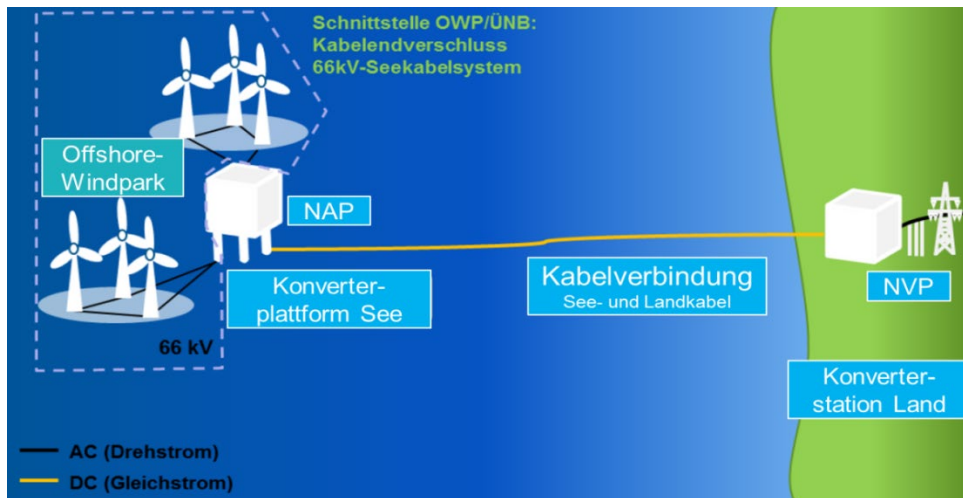 Schnittstelle OWP/ÜNB:
Kabelendverschluss
66kV-Seekabelsystem
Offshore-
Windpark
NAP
Konverter-
plattform See
66 kV
Kabelverbindung
See- und Landkabel
NVP
Konverter-
station Land
AC (Drehstrom)
DC (Gleichstrom)